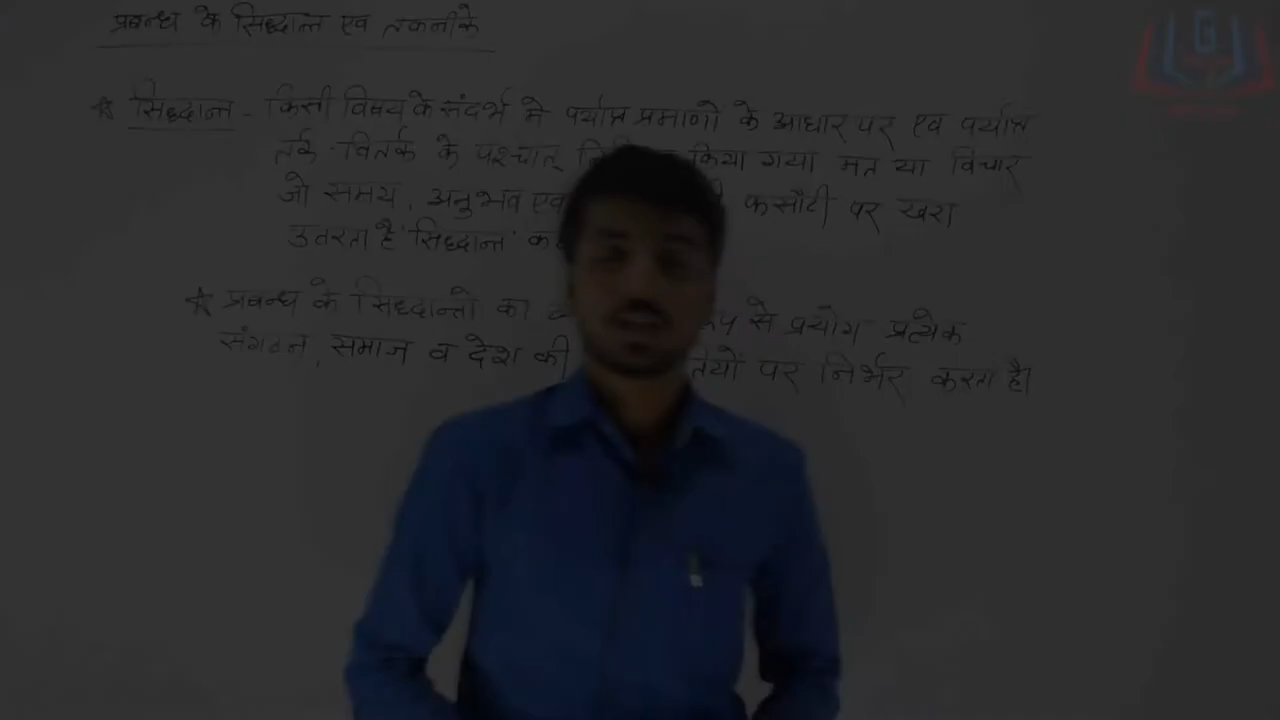 प्रबन्ध के सिध्दान्त एव तकनीके
* सिध्दान्त - किसी विषय के संदर्भ मे पर्याप्त प्रमाणो के आधार पर एव पर्याप्त
तर्क - वितर्क के पश्चात् किया गया मत या विचार
जो समय, अनुभव एव कसौटी पर खरा
उतरता है 'सिध्दान्त'
* प्रबन्ध के सिध्दान्तो का से प्रयोग प्रत्येक
संगठन, समाज व देश की पर निर्भर करता है।
G